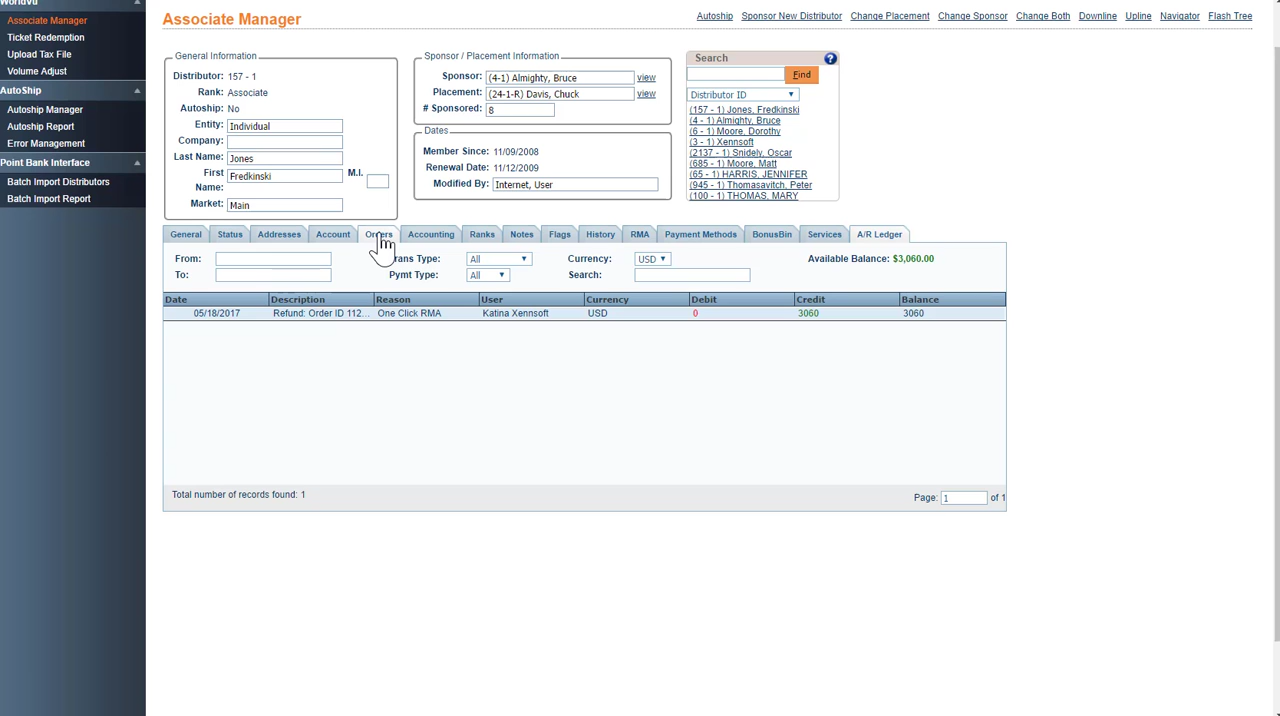 WorldVu
Associate Manager
Ticket Redemption
Upload Tax File
Volume Adjust
AutoShip
Autoship Manager
Autoship Report
Error Management
Point Bank Interface
Batch Import Distributors
Batch Import Report
Associate Manager
Autoship Sponsor New Distributor Change Placement Change Sponsor Change Both Downline Upline Navigator Flash Tree
General Information
Distributor: 157 - 1
Rank: Associate
Autoship: No
Entity: Individual
Company:
Last Name: Jones
First Name: Fredkinski M.I.
Market: Main
Sponsor / Placement Information
Sponsor: (4-1) Almighty, Bruce view
Placement: (24-1-R) Davis, Chuck view
# Sponsored: 8
Dates
Member Since: 11/09/2008
Renewal Date: 11/12/2009
Modified By: Internet, User
Search ?
Find
Distributor ID
(157 - 1) Jones, Fredkinski
(4 - 1) Almighty, Bruce
(6 - 1) Moore, Dorothy
(3 - 1) Xennsoft
(2137 - 1) Snidely, Oscar
(685 - 1) Moore, Matt
(65 - 1) HARRIS, JENNIFER
(945 - 1) Thomasavitch, Peter
(100 - 1) THOMAS, MARY
General Status Addresses Account Orders Accounting Ranks Notes Flags History RMA Payment Methods BonusBin Services A/R Ledger
From: Trans Type: All Currency: USD Available Balance: $3,060.00
To: Pymt Type: All Search:
Date Description Reason User Currency Debit Credit Balance
05/18/2017 Refund: Order ID 112... One Click RMA Katina Xennsoft USD 0 3060 3060
Total number of records found: 1
Page: 1 of 1